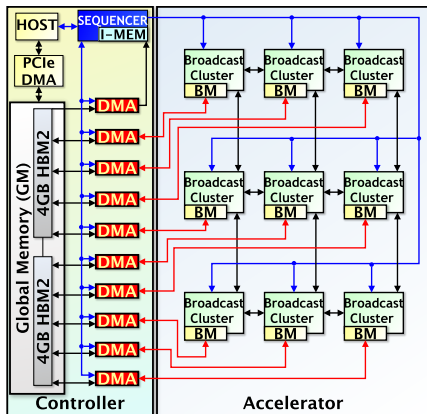 HOST
SEQUENCER
I-MEM
PCIe
DMA
Global Memory (GM)
4GB HBM2
4GB HBM2
DMA
DMA
DMA
DMA
DMA
DMA
DMA
DMA
DMA
DMA
Broadcast
Cluster
BM
Broadcast
Cluster
BM
Broadcast
Cluster
BM
Broadcast
Cluster
BM
Broadcast
Cluster
BM
Broadcast
Cluster
BM
Broadcast
Cluster
BM
Broadcast
Cluster
BM
Broadcast
Cluster
BM
Controller
Accelerator